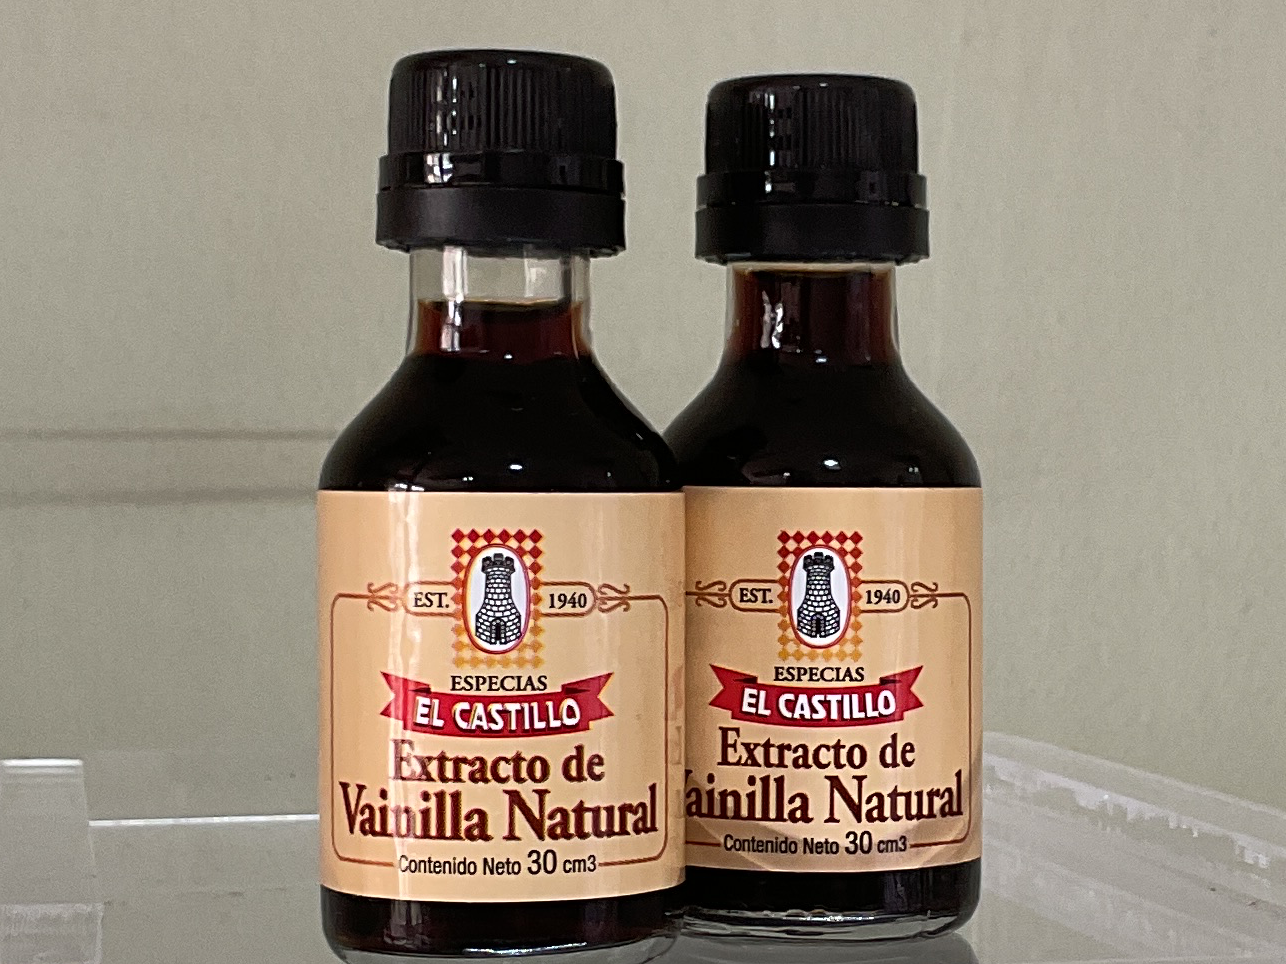 EST. 1940
ESPECIAS
EL CASTILLO
Extracto de
Vainilla Natural
Contenido Neto 30 cm3
EST. 1940
ESPECIAS
EL CASTILLO
Extracto de
ainilla Natural
Contenido Neto 30 cm3